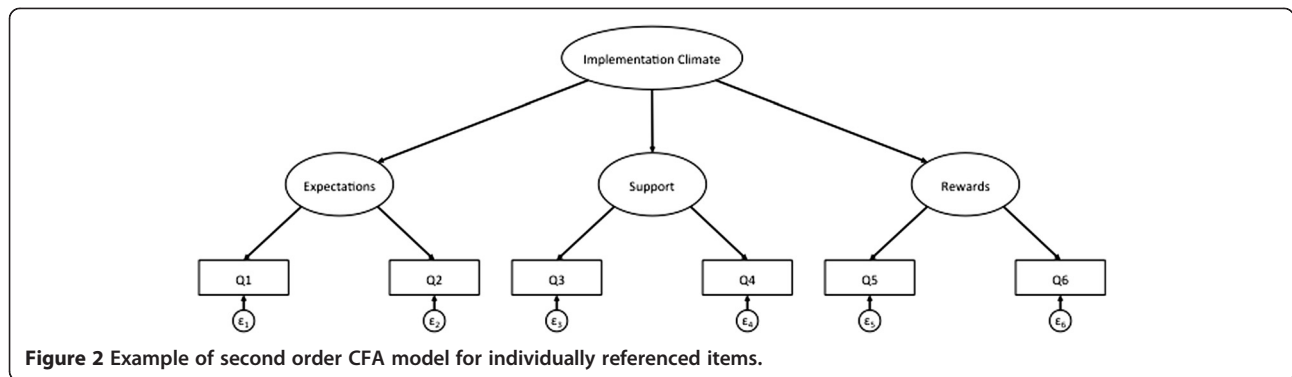 Implementation Climate
Expectations Support Rewards
Q1 Q2 Q3 Q4 Q5 Q6
ε1 ε2 ε3 ε4 ε5 ε6
Figure 2 Example of second order CFA model for individually referenced items.